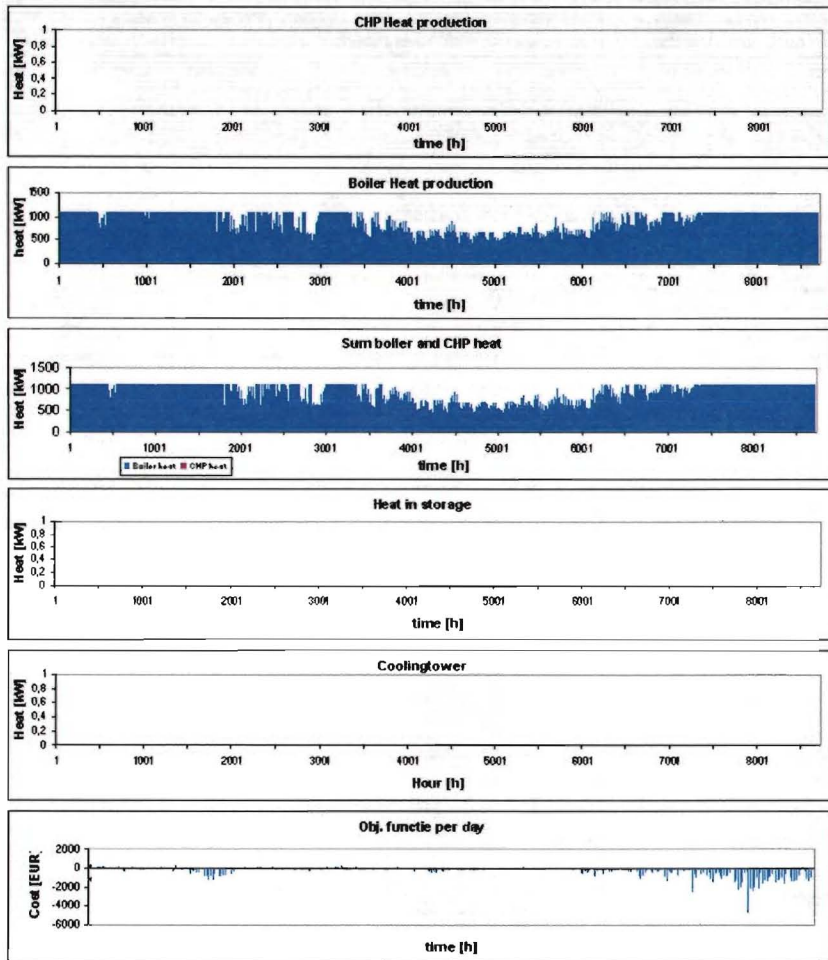 CHP Heat production
Heat [kW]
1
0,8
0,6
0,4
0,2
0
1 1001 2001 3001 4001 5001 6001 7001 8001
time [h]
Boiler Heat production
heat [kW]
1500
1000
500
0
1 1001 2001 3001 4001 5001 6001 7001 8001
time [h]
Sum boiler and CHP heat
Heat [kW]
1500
1000
500
0
1 1001 2001 3001 4001 5001 6001 7001 8001
time [h]
Boiler heat CHP heat
Heat in storage
Heat [kW]
1
0,8
0,6
0,4
0,2
0
1 1001 2001 3001 4001 5001 6001 7001 8001
time [h]
Coolingtower
Heat [kW]
1
0,8
0,6
0,4
0,2
0
1 1001 2001 3001 4001 5001 6001 7001 8001
Hour [h]
Obj. functie per day
Cost [EUR]
2000
0
-2000
-4000
-6000
time [h]